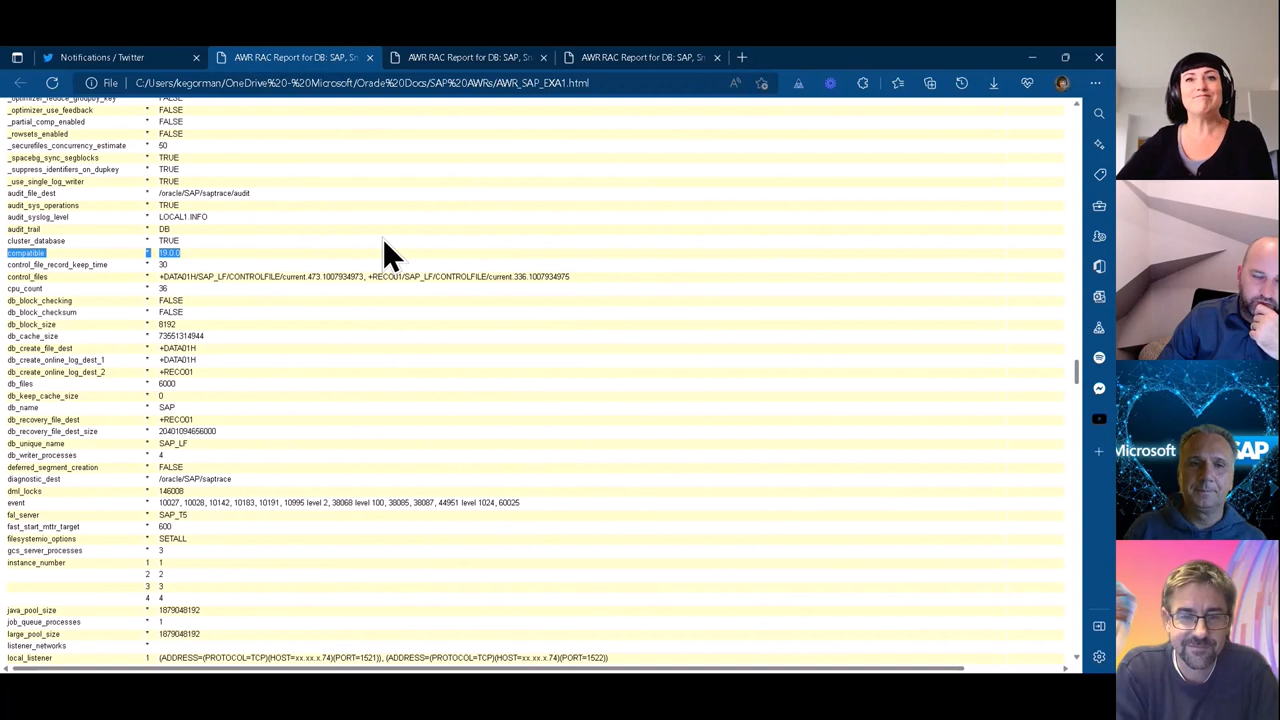 Notifications / Twitter
AWR RAC Report for DB: SAP, Sn
AWR RAC Report for DB: SAP, Sn
AWR RAC Report for DB: SAP, Sn
File
C:/Users/kegorman/OneDrive%20-%20Microsoft/Oracle%20Docs/SAP%20AWRs/AWR_SAP_EXA1.html
_optimizer_reduce_groupby_key FALSE
_optimizer_use_feedback * FALSE
_partial_comp_enabled * FALSE
_rowsets_enabled * FALSE
_securefiles_concurrency_estimate * 50
_spacebg_sync_segblocks * TRUE
_suppress_identifiers_on_dupkey * TRUE
_use_single_log_writer * TRUE
audit_file_dest * /oracle/SAP/saptrace/audit
audit_sys_operations * TRUE
audit_syslog_level * LOCAL1.INFO
audit_trail * DB
cluster_database * TRUE
compatible * 19.0.0
control_file_record_keep_time * 30
control_files * +DATA01H/SAP_LF/CONTROLFILE/current.473.1007934973, +RECO01/SAP_LF/CONTROLFILE/current.336.1007934975
cpu_count * 36
db_block_checking * FALSE
db_block_checksum * FALSE
db_block_size * 8192
db_cache_size * 73551314944
db_create_file_dest * +DATA01H
db_create_online_log_dest_1 * +DATA01H
db_create_online_log_dest_2 * +RECO01
db_files * 6000
db_keep_cache_size * 0
db_name * SAP
db_recovery_file_dest * +RECO01
db_recovery_file_dest_size * 20401094656000
db_unique_name * SAP_LF
db_writer_processes * 4
deferred_segment_creation * FALSE
diagnostic_dest * /oracle/SAP/saptrace
dml_locks * 146008
event * 10027, 10028, 10142, 10183, 10191, 10995 level 2, 38068 level 100, 38085, 38087, 44951 level 1024, 60025
fal_server * SAP_T5
fast_start_mttr_target * 600
filesystemio_options * SETALL
gcs_server_processes * 3
instance_number 1 1
2 2
3 3
4 4
java_pool_size * 1879048192
job_queue_processes * 1
large_pool_size * 1879048192
listener_networks *
local_listener 1 (ADDRESS=(PROTOCOL=TCP)(HOST=xx.xx.x.74)(PORT=1521)), (ADDRESS=(PROTOCOL=TCP)(HOST=xx.xx.x.74)(PORT=1522))
Microsoft
SAP